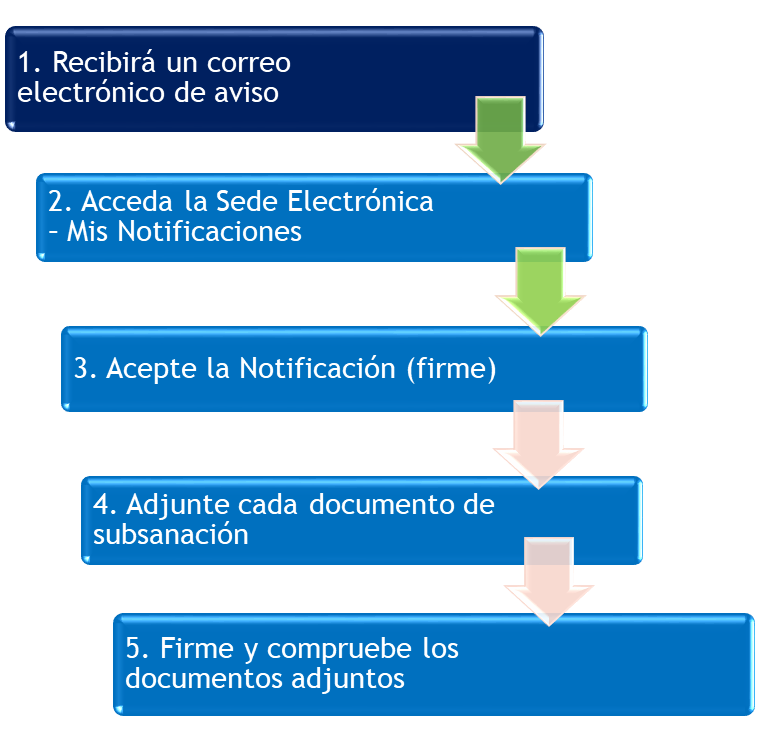 1. Recibirá un correo
electrónico de aviso
2. Acceda la Sede Electrónica
– Mis Notificaciones
3. Acepte la Notificación (firme)
4. Adjunte cada documento de
subsanación
5. Firme y compruebe los
documentos adjuntos